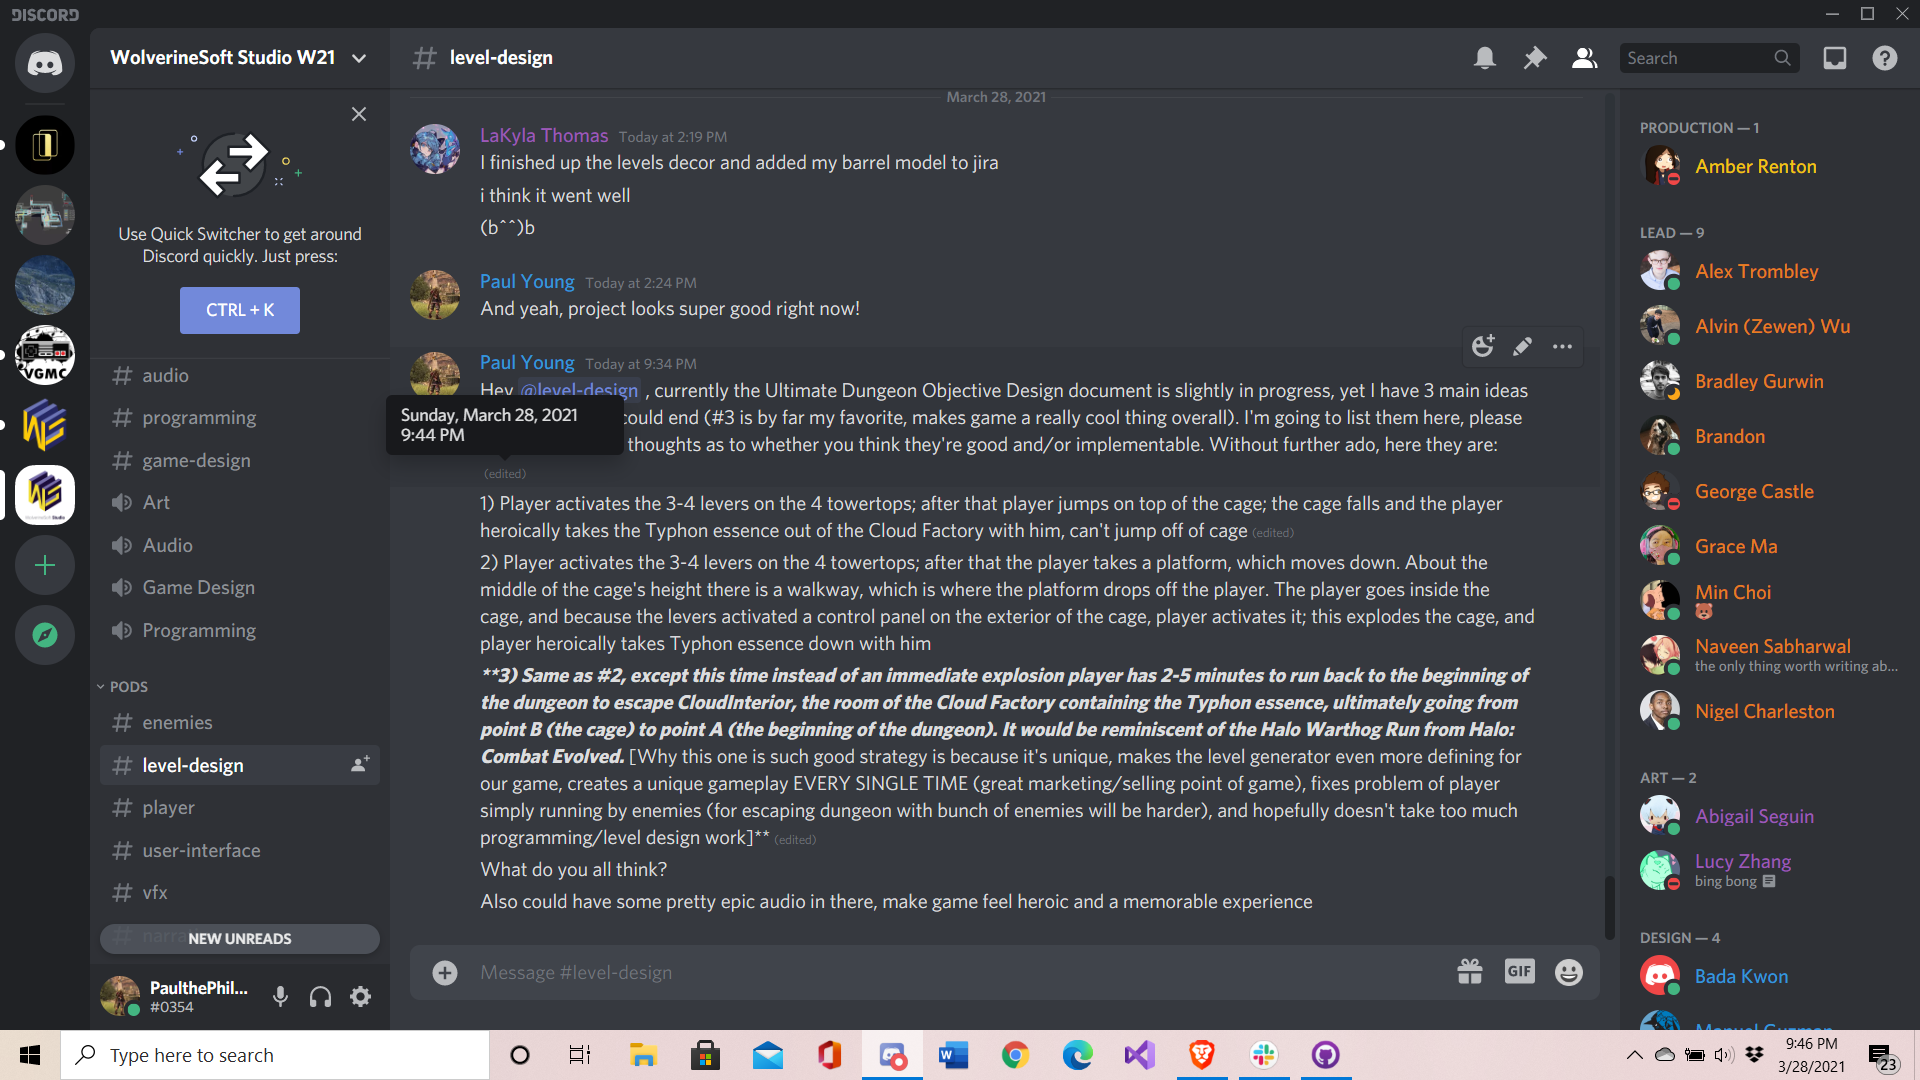 DISCORD
WolverineSoft Studio W21
level-design
Search
Use Quick Switcher to get around
Discord quickly. Just press:
CTRL + K
audio
programming
game-design
Art
Audio
Game Design
Programming
PODS
enemies
level-design
player
user-interface
vfx
NEW UNREADS
PaulthePhil...
#0354
VGMC
March 28, 2021
LaKyla Thomas Today at 2:19 PM
I finished up the levels decor and added my barrel model to jira
i think it went well
(b^^)b
Paul Young Today at 2:24 PM
And yeah, project looks super good right now!
Paul Young Today at 9:34 PM
Hey @level-design , currently the Ultimate Dungeon Objective Design document is slightly in progress, yet I have 3 main ideas
could end (#3 is by far my favorite, makes game a really cool thing overall). I'm going to list them here, please
thoughts as to whether you think they're good and/or implementable. Without further ado, here they are:
(edited)
Sunday, March 28, 2021
9:44 PM
1) Player activates the 3-4 levers on the 4 towertops; after that player jumps on top of the cage; the cage falls and the player
heroically takes the Typhon essence out of the Cloud Factory with him, can't jump off of cage (edited)
2) Player activates the 3-4 levers on the 4 towertops; after that the player takes a platform, which moves down. About the
middle of the cage's height there is a walkway, which is where the platform drops off the player. The player goes inside the
cage, and because the levers activated a control panel on the exterior of the cage, player activates it; this explodes the cage, and
player heroically takes Typhon essence down with him
**3) Same as #2, except this time instead of an immediate explosion player has 2-5 minutes to run back to the beginning of
the dungeon to escape CloudInterior, the room of the Cloud Factory containing the Typhon essence, ultimately going from
point B (the cage) to point A (the beginning of the dungeon). It would be reminiscent of the Halo Warthog Run from Halo:
Combat Evolved. [Why this one is such good strategy is because it's unique, makes the level generator even more defining for
our game, creates a unique gameplay EVERY SINGLE TIME (great marketing/selling point of game), fixes problem of player
simply running by enemies (for escaping dungeon with bunch of enemies will be harder), and hopefully doesn't take too much
programming/level design work]** (edited)
What do you all think?
Also could have some pretty epic audio in there, make game feel heroic and a memorable experience
Message #level-design
GIF
PRODUCTION — 1
Amber Renton
LEAD — 9
Alex Trombley
Alvin (Zewen) Wu
Bradley Gurwin
Brandon
George Castle
Grace Ma
Min Choi
Naveen Sabharwal
the only thing worth writing ab...
Nigel Charleston
ART — 2
Abigail Seguin
Lucy Zhang
bing bong
DESIGN — 4
Bada Kwon
Type here to search
9:46 PM
3/28/2021
23